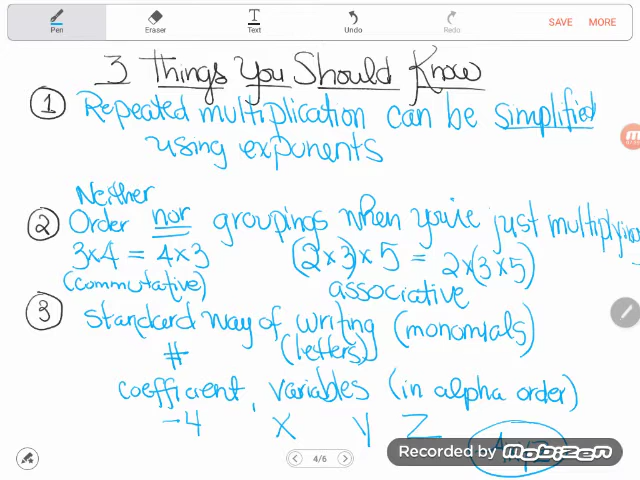 Pen Eraser Text Undo Redo SAVE MORE
3 Things You Should Know
1 Repeated multiplication can be simplified
using exponents
Neither
2 Order nor groupings when you're just multiplying
3x4 = 4x3 (2x3)x5 = 2x(3x5)
(commutative) associative
3 Standard way of writing (monomials)
# (letters)
coefficient, variables (in alpha order)
-4 X Y Z
Recorded by Mobizen
4/6